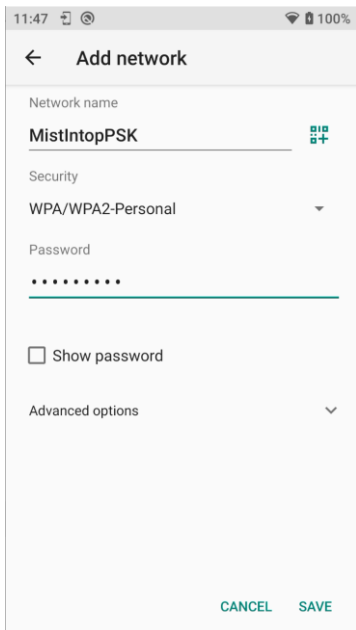 11:47 100%
Add network
Network name
MistIntopPSK
Security
WPA/WPA2-Personal
Password
•••••••••
Show password
Advanced options
CANCEL SAVE